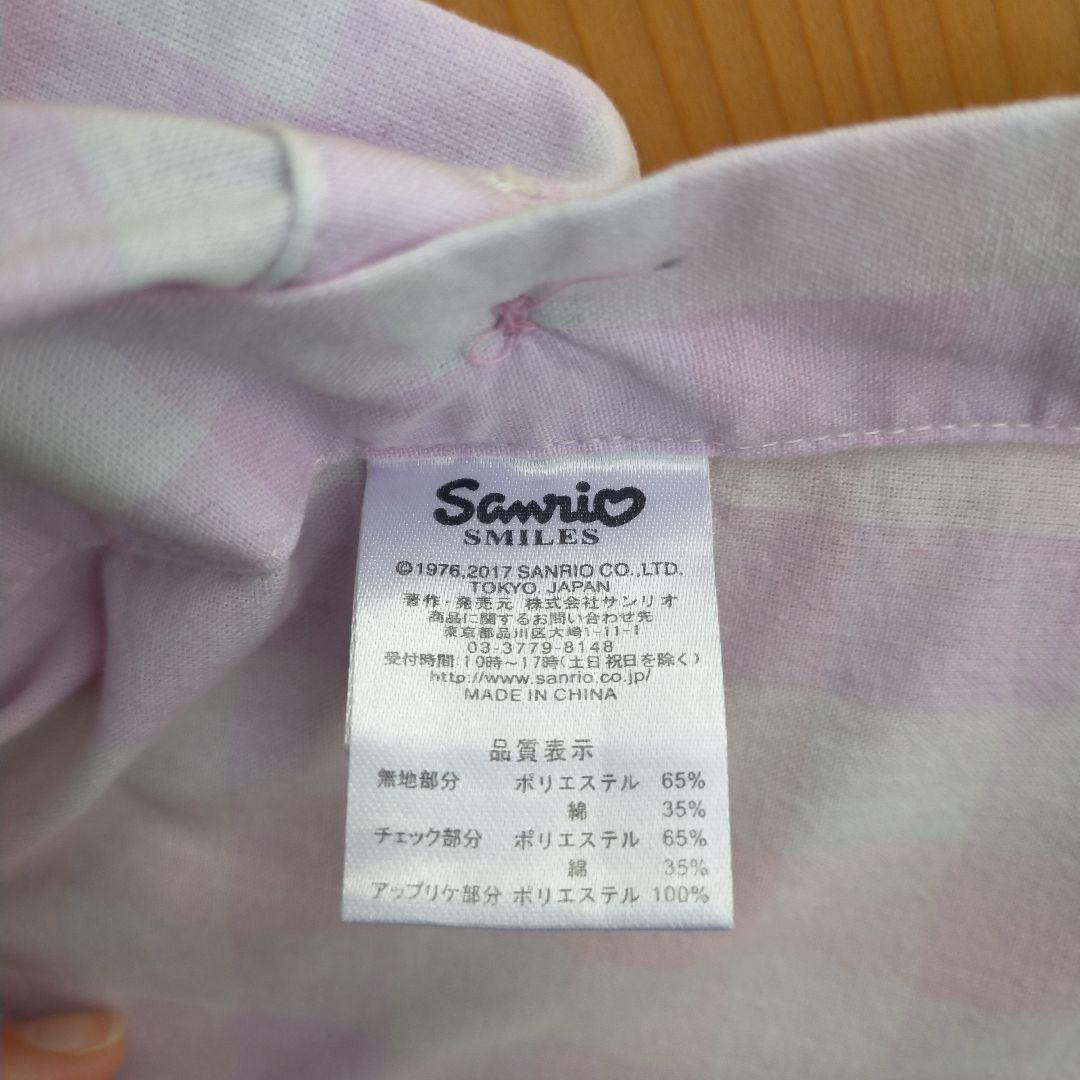 Sanrio
SMILES
©1976,2017 SANRIO CO.,LTD.
TOKYO, JAPAN
著作・発売元 株式会社サンリオ
商品に関するお問い合わせ先
東京都品川区大崎1-11-1
03-3779-8148
受付時間:10時~17時(土日祝日を除く)
http://www.sanrio.co.jp/
MADE IN CHINA
品質表示
無地部分 ポリエステル 65%
綿 35%
チェック部分 ポリエステル 65%
綿 35%
アップリケ部分 ポリエステル 100%